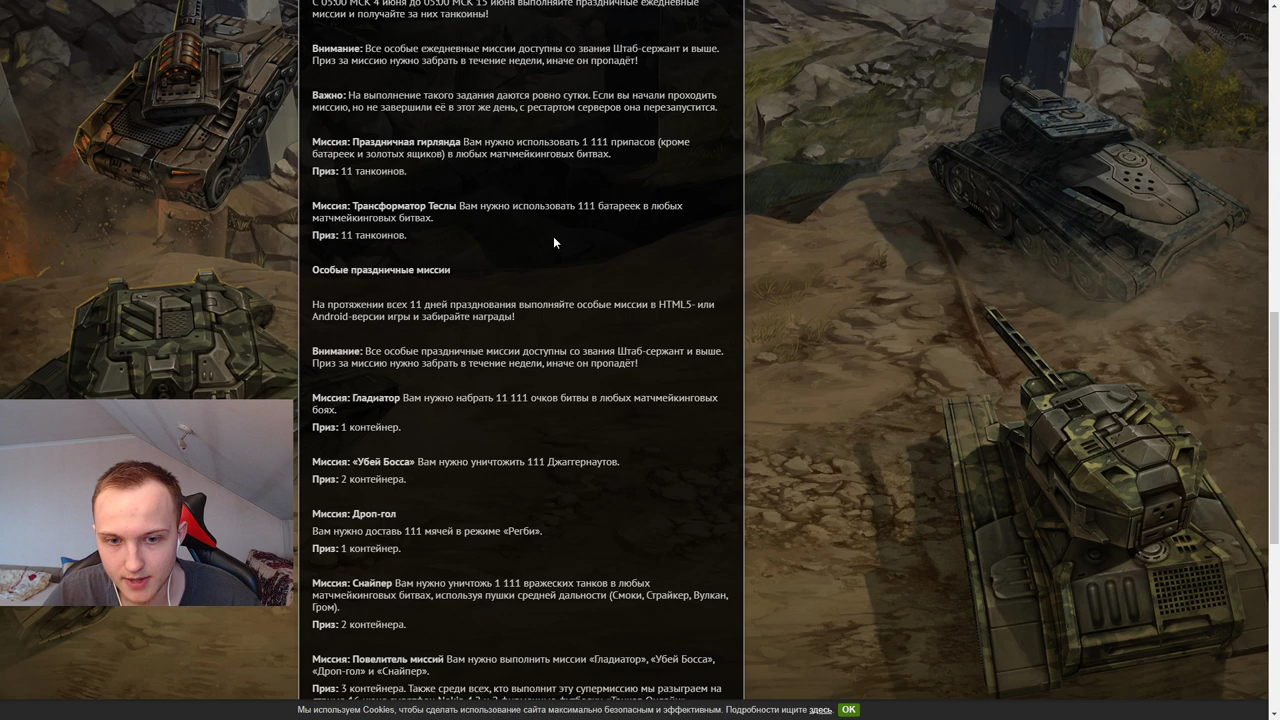 С 05:00 МСК 4 июня до 05:00 МСК 15 июня выполняйте праздничные ежедневные
миссии и получайте за них танкоины!
Внимание: Все особые ежедневные миссии доступны со звания Штаб-сержант и выше.
Приз за миссию нужно забрать в течение недели, иначе он пропадёт!
Важно: На выполнение такого задания даются ровно сутки. Если вы начали проходить
миссию, но не завершили её в этот же день, с рестартом серверов она перезапустится.
Миссия: Праздничная гирлянда Вам нужно использовать 1 111 припасов (кроме
батареек и золотых ящиков) в любых матчмейкинговых битвах.
Приз: 11 танкоинов.
Миссия: Трансформатор Теслы Вам нужно использовать 111 батареек в любых
матчмейкинговых битвах.
Приз: 11 танкоинов.
Особые праздничные миссии
На протяжении всех 11 дней празднования выполняйте особые миссии в HTML5- или
Android-версии игры и забирайте награды!
Внимание: Все особые праздничные миссии доступны со звания Штаб-сержант и выше.
Приз за миссию нужно забрать в течение недели, иначе он пропадёт!
Миссия: Гладиатор Вам нужно набрать 11 111 очков битвы в любых матчмейкинговых
боях.
Приз: 1 контейнер.
Миссия: «Убей Босса» Вам нужно уничтожить 111 Джаггернаутов.
Приз: 2 контейнера.
Миссия: Дроп-гол
Вам нужно доставь 111 мячей в режиме «Регби».
Приз: 1 контейнер.
Миссия: Снайпер Вам нужно уничтожь 1 111 вражеских танков в любых
матчмейкинговых битвах, используя пушки средней дальности (Смоки, Страйкер, Вулкан,
Гром).
Приз: 2 контейнера.
Миссия: Повелитель миссий Вам нужно выполнить миссии «Гладиатор», «Убей Босса»,
«Дроп-гол» и «Снайпер».
Приз: 3 контейнера. Также среди всех, кто выполнит эту супермиссию мы разыграем на
Мы используем Cookies, чтобы сделать использование сайта максимально безопасным и эффективным. Подробности ищите здесь. OK